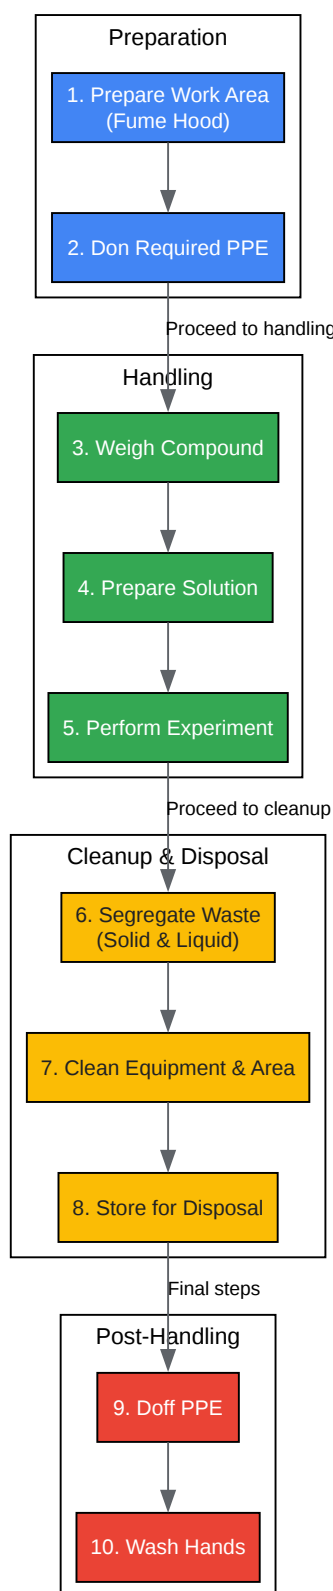 Preparation
1. Prepare Work Area
(Fume Hood)
2. Don Required PPE
Proceed to handling
Handling
3. Weigh Compound
4. Prepare Solution
5. Perform Experiment
Proceed to cleanup
Cleanup & Disposal
6. Segregate Waste
(Solid & Liquid)
7. Clean Equipment & Area
8. Store for Disposal
Final steps
Post-Handling
9. Doff PPE
10. Wash Hands